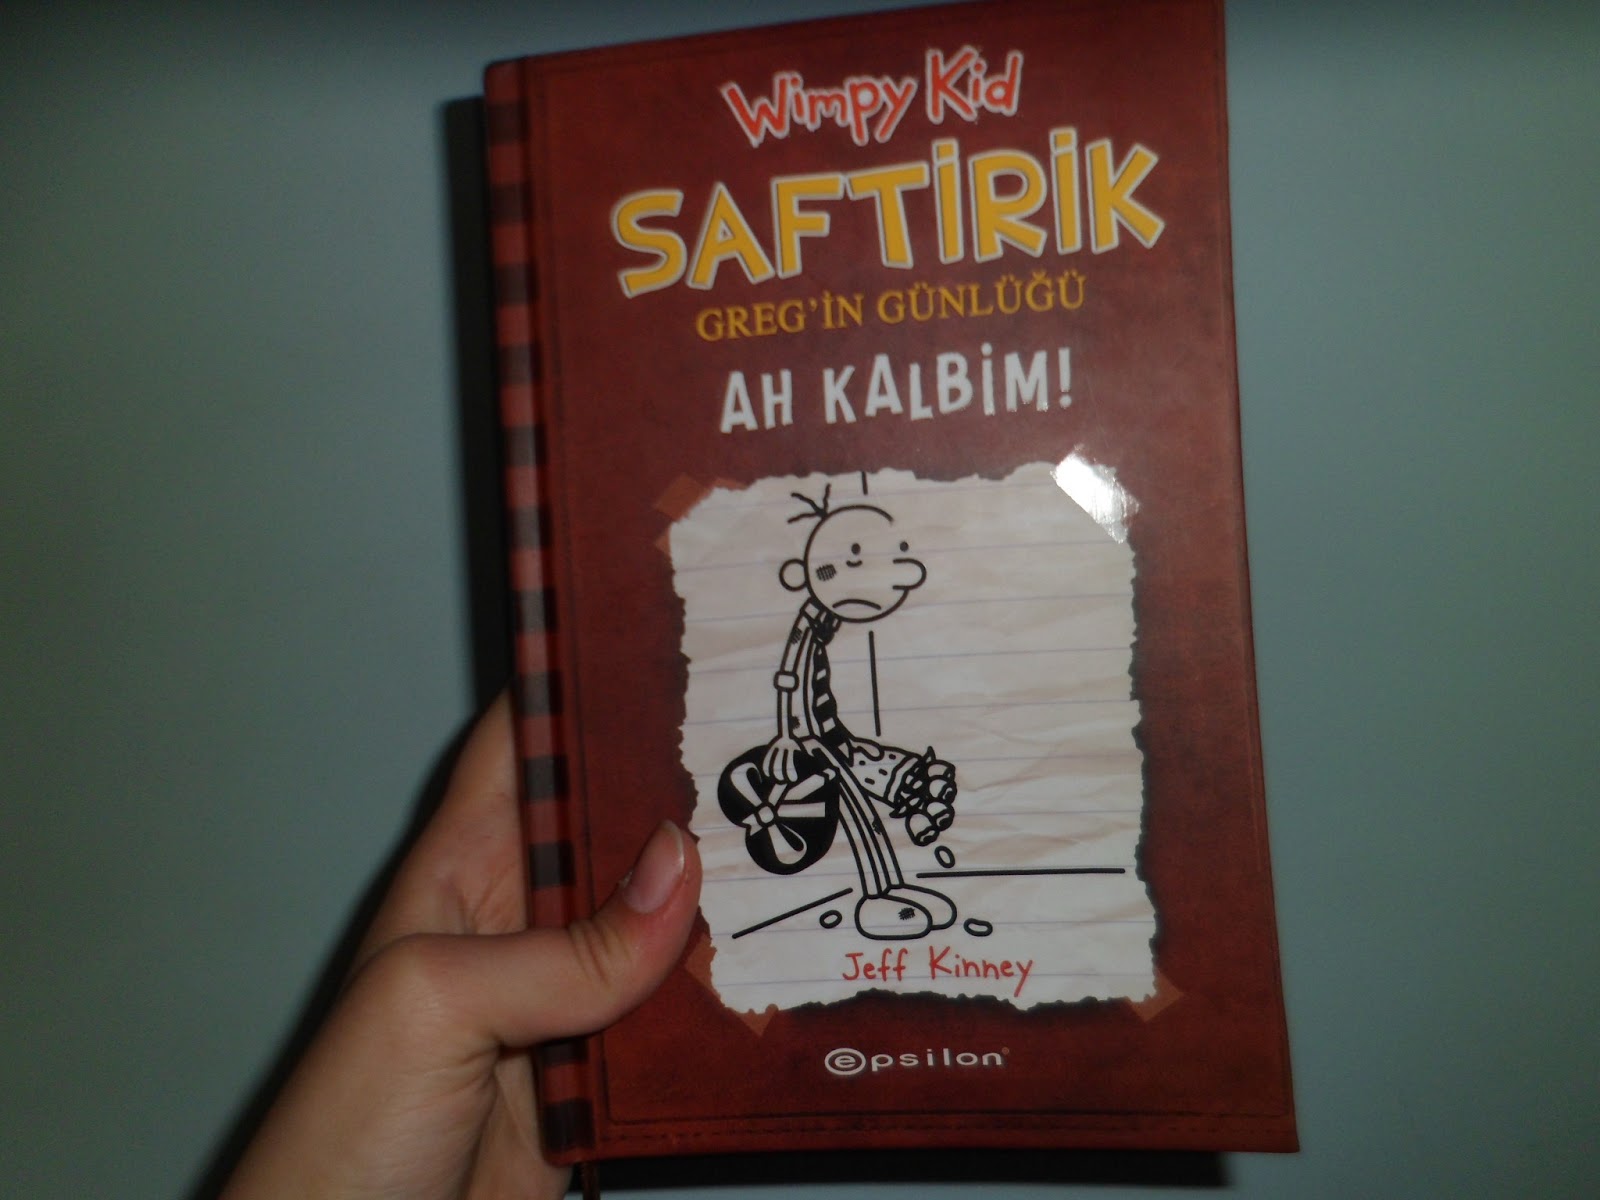 Wimpy Kid
SAFTİRİK
GREG'İN GÜNLÜĞÜ
AH KALBİM!
Jeff Kinney
epsilon